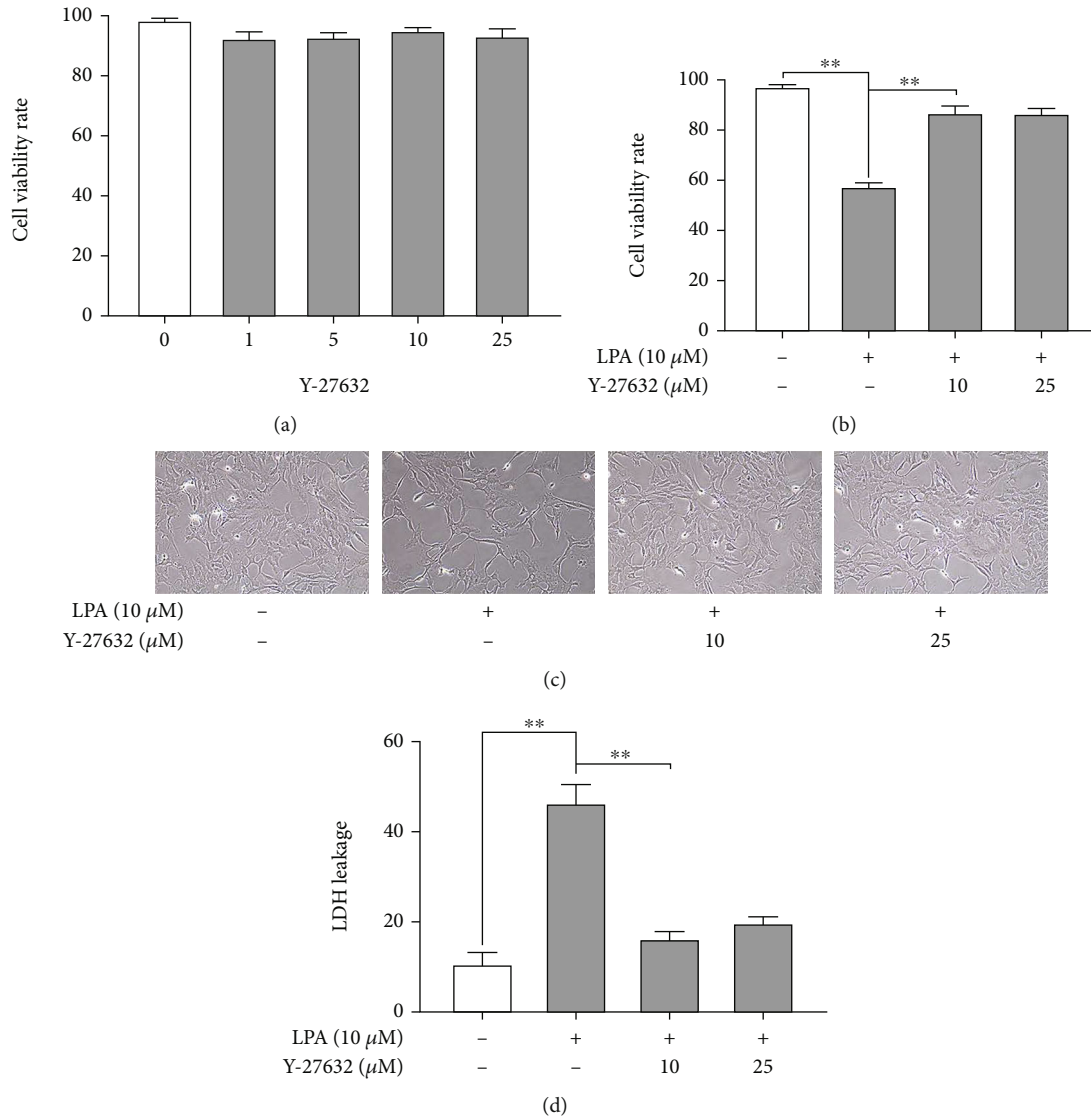 100
80
60
40
20
0
Cell viability rate
0 1 5 10 25
Y-27632
(a)
** **
100
80
60
40
20
0
Cell viability rate
LPA (10 μM) – + + +
Y-27632 (μM) – – 10 25
(b)
LPA (10 μM) – + + +
Y-27632 (μM) – – 10 25
(c)
** **
60
40
20
0
LDH leakage
LPA (10 μM) – + + +
Y-27632 (μM) – – 10 25
(d)